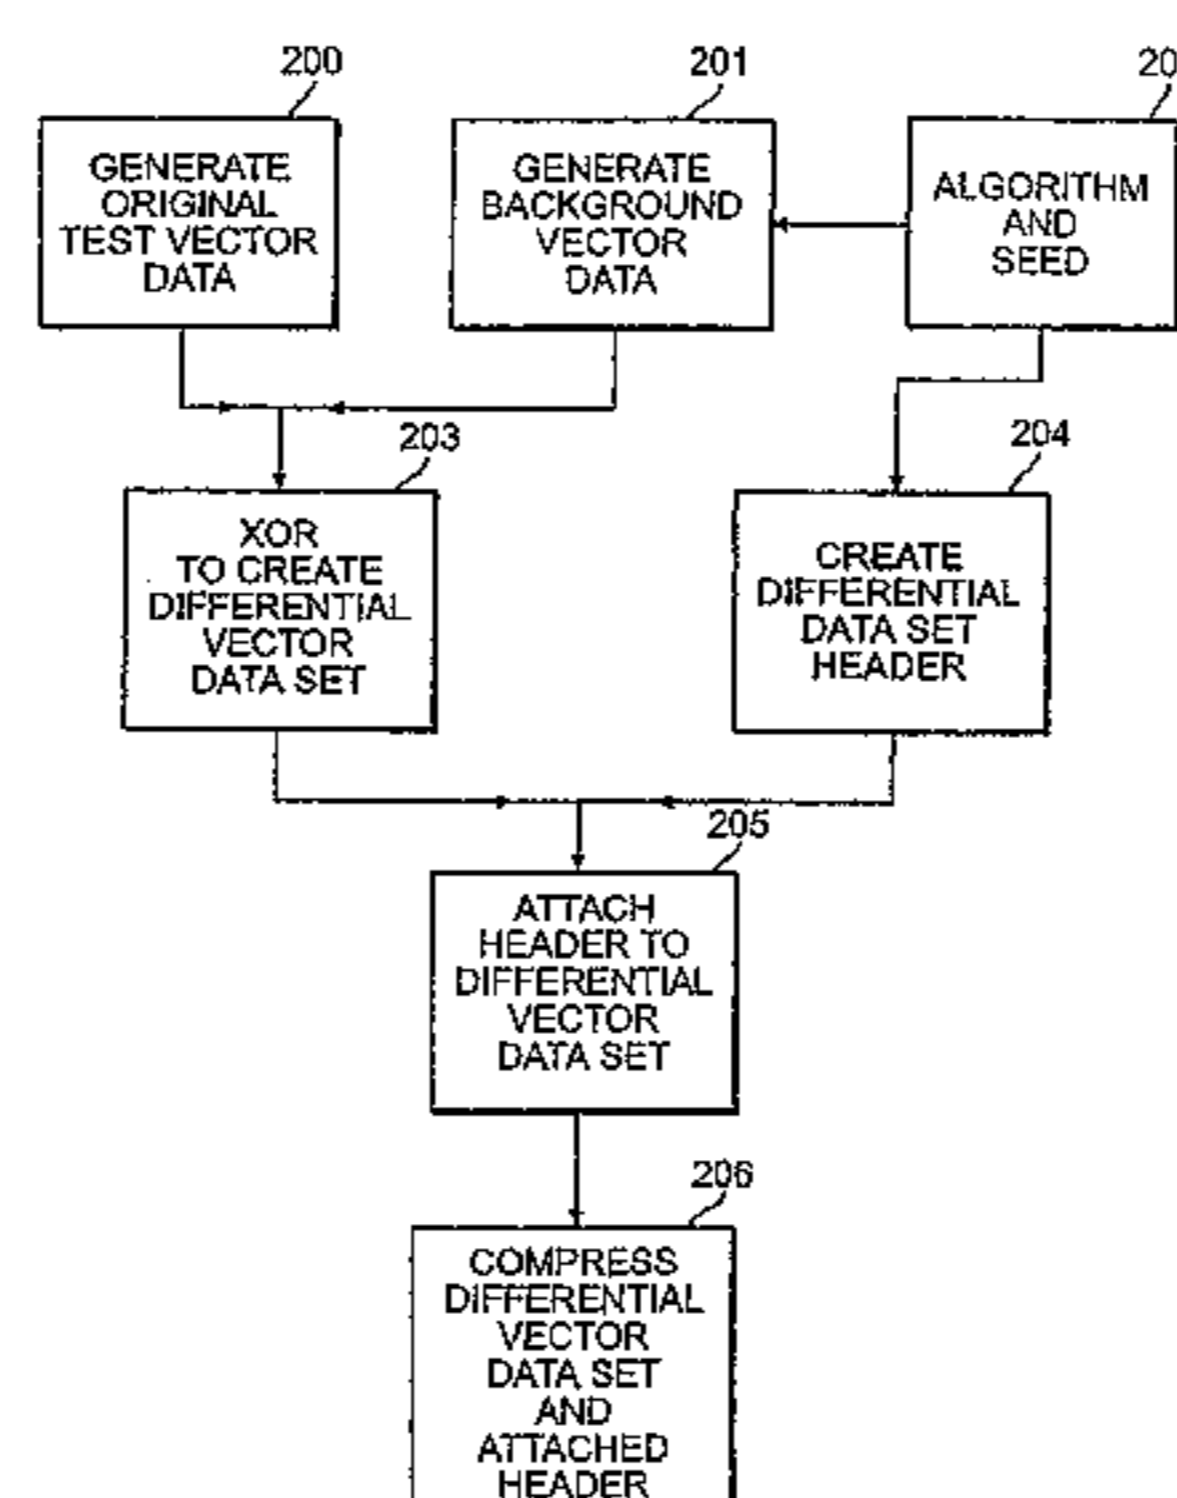 200
GENERATE
ORIGINAL
TEST VECTOR
DATA
201
GENERATE
BACKGROUND
VECTOR
DATA
20
ALGORITHM
AND
SEED
203
XOR
TO CREATE
DIFFERENTIAL
VECTOR
DATA SET
204
CREATE
DIFFERENTIAL
DATA SET
HEADER
205
ATTACH
HEADER TO
DIFFERENTIAL
VECTOR
DATA SET
206
COMPRESS
DIFFERENTIAL
VECTOR
DATA SET
AND
ATTACHED
HEADER